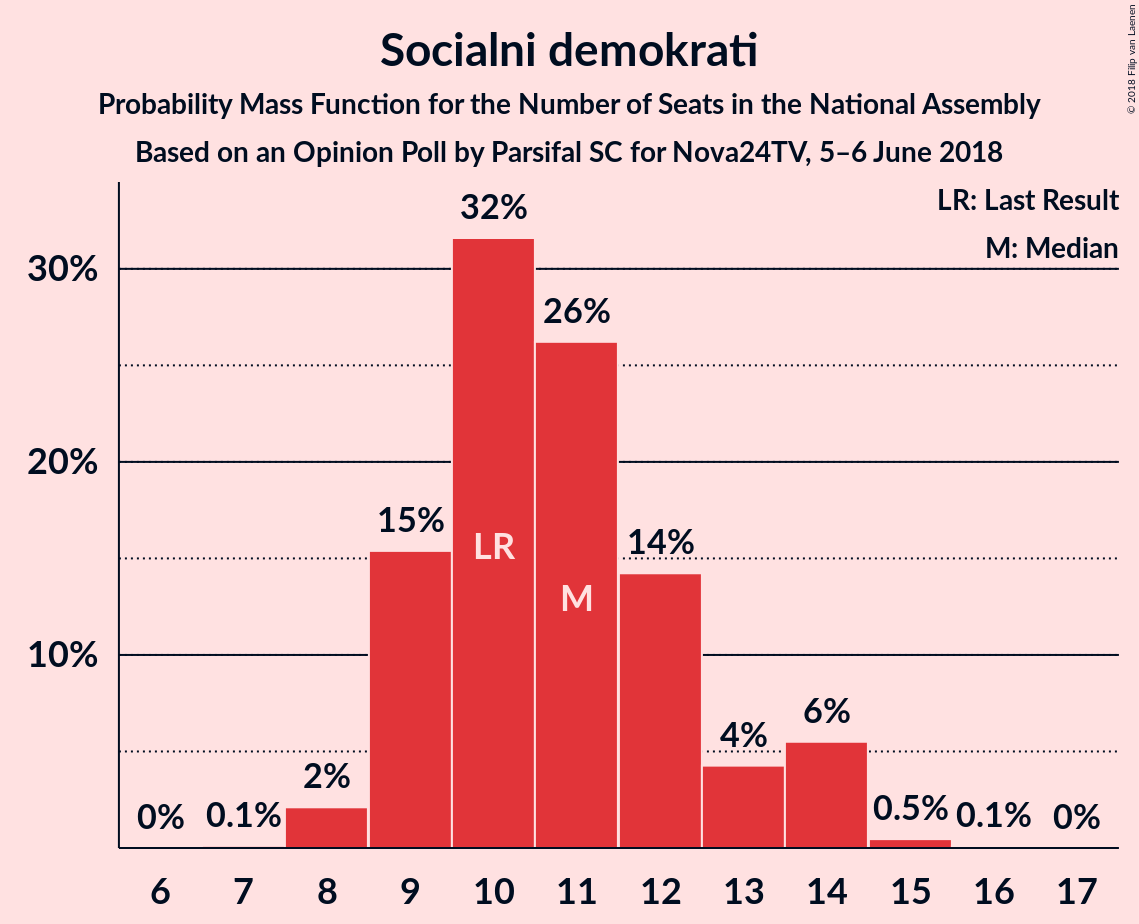 Socialni demokrati
Probability Mass Function for the Number of Seats in the National Assembly
Based on an Opinion Poll by Parsifal SC for Nova24TV, 5–6 June 2018
© 2018 Filip van Laenen
LR: Last Result
M: Median
30%
20%
10%
0%
0.1%
2%
15%
32%
26%
14%
4%
6%
0.5%
0.1%
0%
LR
M
6 7 8 9 10 11 12 13 14 15 16 17